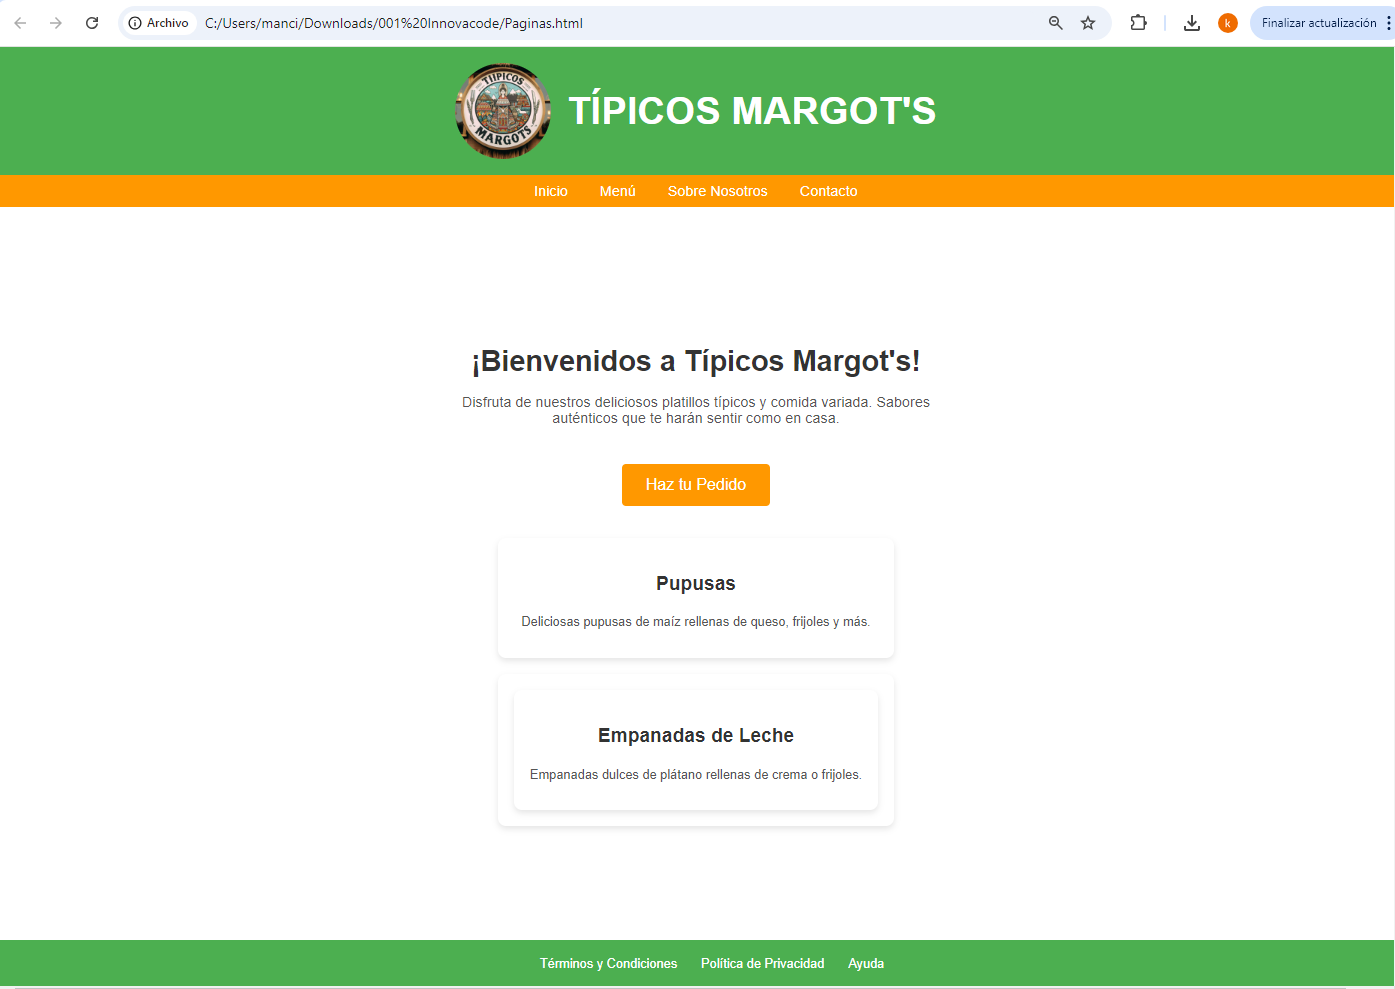 Archivo C:/Users/manci/Downloads/001%20Innovacode/Paginas.html k Finalizar actualización
TIIPICOS
MARGOTS
TÍPICOS MARGOT'S
Inicio Menú Sobre Nosotros Contacto
¡Bienvenidos a Típicos Margot's!
Disfruta de nuestros deliciosos platillos típicos y comida variada. Sabores
auténticos que te harán sentir como en casa.
Haz tu Pedido
Pupusas
Deliciosas pupusas de maíz rellenas de queso, frijoles y más.
Empanadas de Leche
Empanadas dulces de plátano rellenas de crema o frijoles.
Términos y Condiciones Política de Privacidad Ayuda